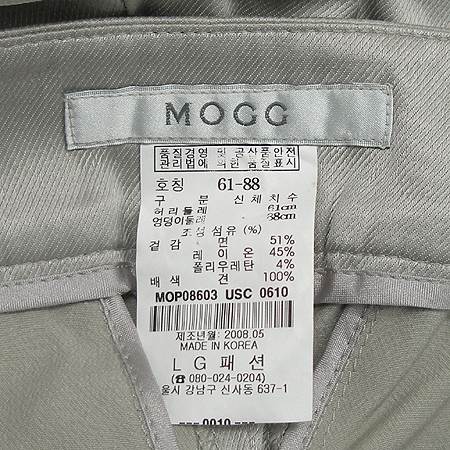 MOGG
품질경영 및 공산품안전
관리법에 의한 품질표시
호칭 61-88
구 분 신체치수
허리둘레 61cm
엉덩이둘레 88cm
조성섬유(%)
겉감 면 51%
레이온 45%
폴리우레탄 4%
배색 견 100%
MOP08603 USC 0610
제조년월: 2008.05
MADE IN KOREA
LG패션
(☎ 080-024-0204)
울시 강남구 신사동 637-1
0010